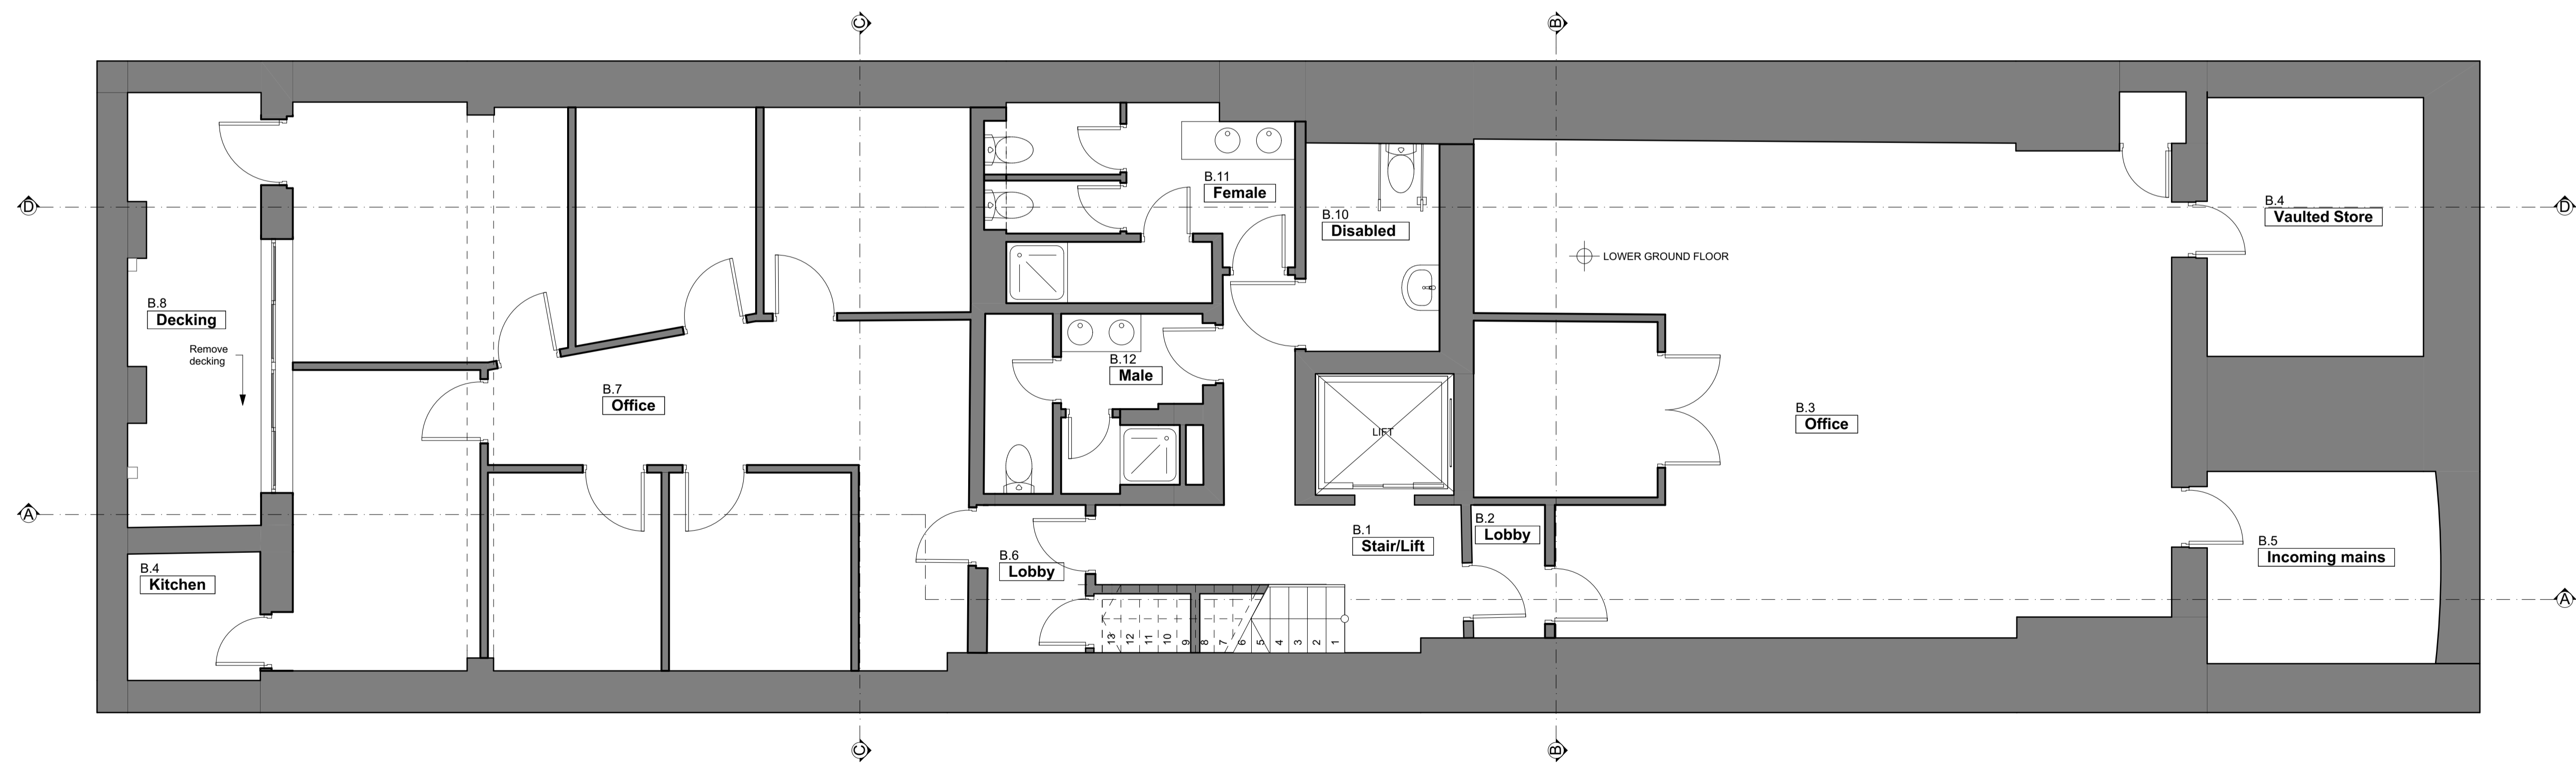 C
B
B.11
Female
D
B.4
Vaulted Store
D
B.10
Disabled
LOWER GROUND FLOOR
B.8
Decking
Remove
decking
B.12
Male
B.7
Office
B.3
Office
LIFT
A
B.2
Lobby
B.1
Stair/Lift
B.6
Lobby
B.5
Incoming mains
B.4
Kitchen
A
13
12
11
10
9
8
7
6
5
4
3
2
1
C
B